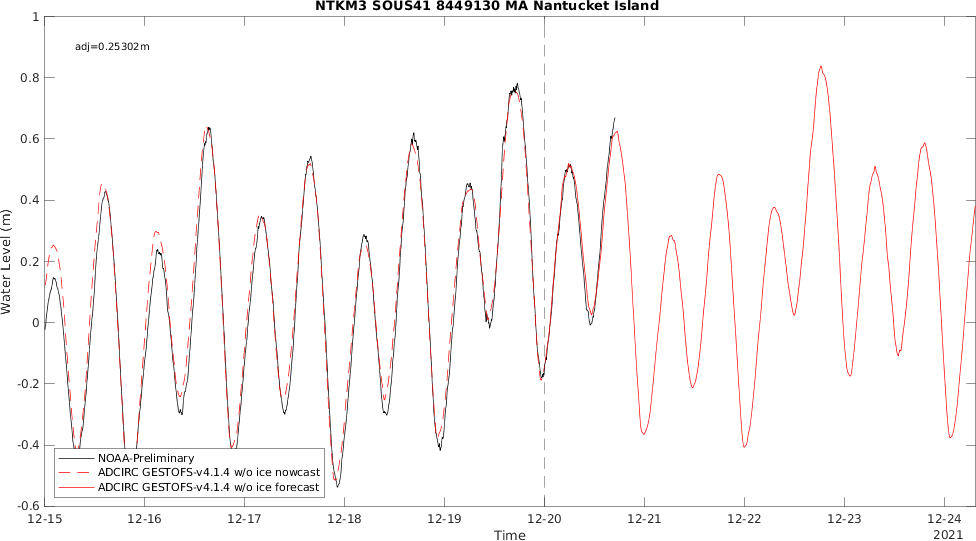 NTKM3 SOUS41 8449130 MA Nantucket Island
adj=0.25302m
1
0.8
0.6
0.4
0.2
0
-0.2
-0.4
-0.6
Water Level (m)
NOAA-Preliminary
ADCIRC GESTOFS-v4.1.4 w/o ice nowcast
ADCIRC GESTOFS-v4.1.4 w/o ice forecast
12-15 12-16 12-17 12-18 12-19 12-20 12-21 12-22 12-23 12-24
Time
2021